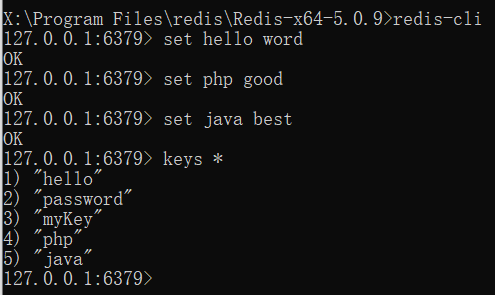 X:\Program Files\redis\Redis-x64-5.0.9>redis-cli
127.0.0.1:6379> set hello word
OK
127.0.0.1:6379> set php good
OK
127.0.0.1:6379> set java best
OK
127.0.0.1:6379> keys *
1) "hello"
2) "password"
3) "myKey"
4) "php"
5) "java"
127.0.0.1:6379>